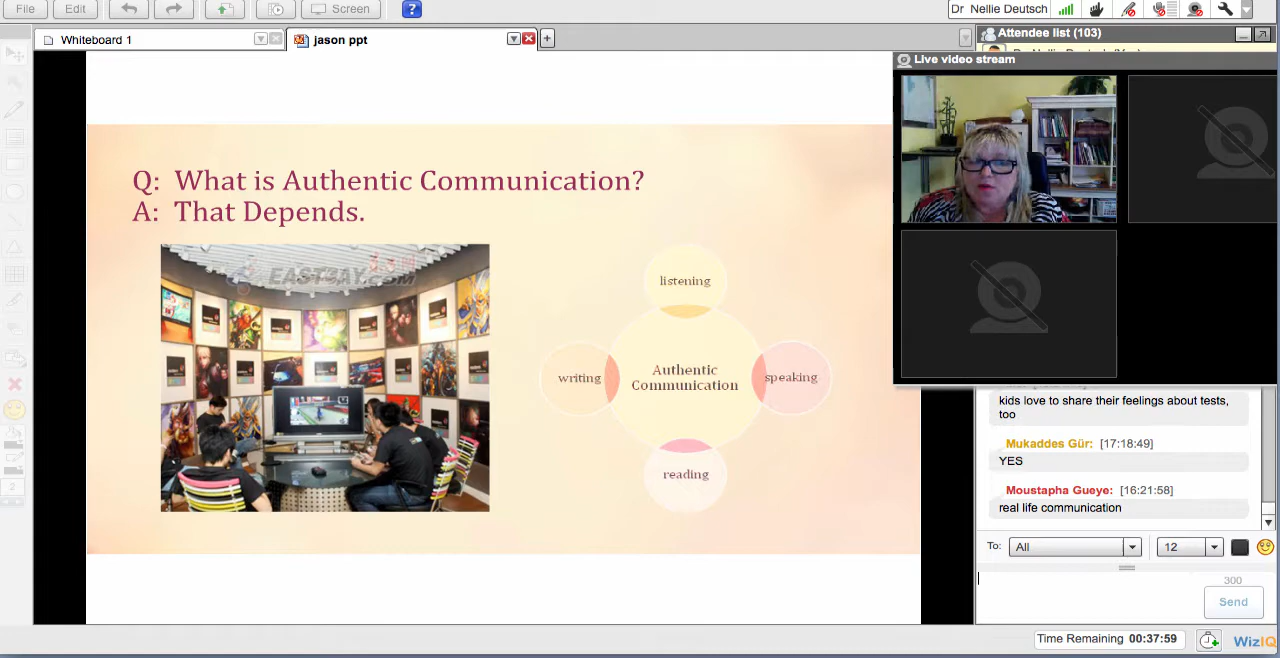 File
Edit
Screen
?
Dr Nellie Deutsch
Whiteboard 1
jason ppt
Attendee list (103)
Live video stream
Q: What is Authentic Communication?
A: That Depends.
EASTBAY.COM
listening
writing
Authentic
Communication
speaking
reading
kids love to share their feelings about tests,
too
Mukaddes Gür: [17:18:49]
YES
Moustapha Gueye: [16:21:58]
real life communication
To: All 12
300
Send
2
Time Remaining 00:37:59
WizIQ